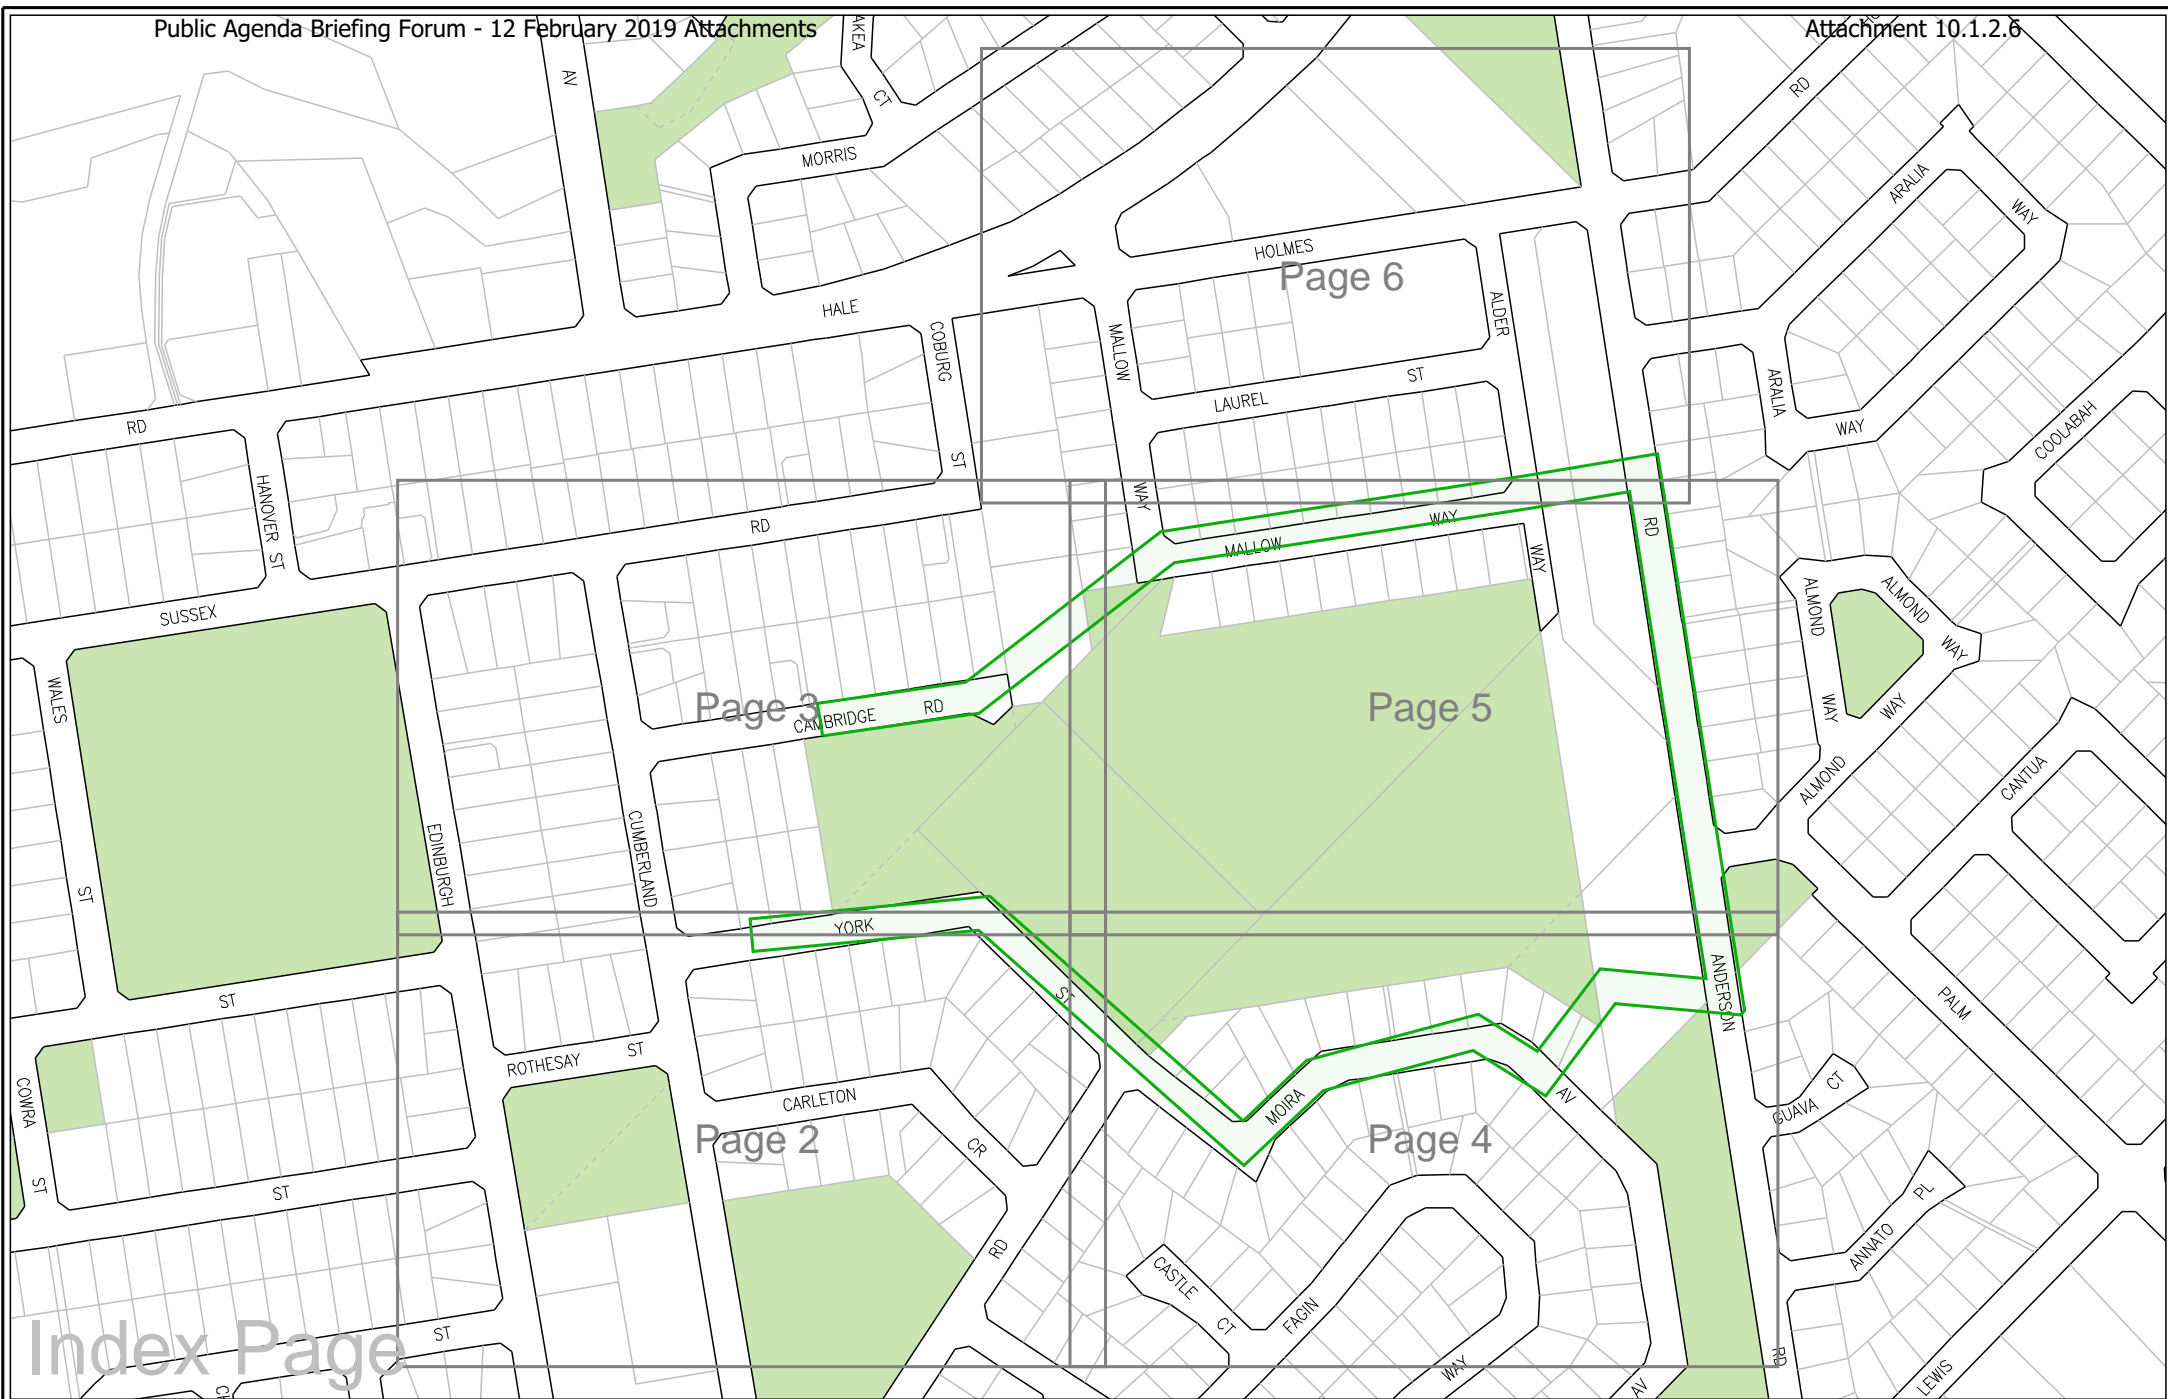 Public Agenda Briefing Forum - 12 February 2019 Attachments
Attachment 10.1.2.6
AV
CT
RD
MORRIS
ARALIA
WAY
HOLMES
Page 6
HALE
ALDER
COBURG
MALLOW
ST
ARALIA
LAUREL
RD
WAY
COOLABAH
ST
HANOVER ST
WAY
RD
WAY
RD
MALLOW
WAY
ALMOND
ALMOND
SUSSEX
WAY
WALES
Page 3
RD
Page 5
WAY
WAY
CAMBRIDGE
ALMOND
CANTUA
EDINBURGH
CUMBERLAND
ST
YORK
ST
ST
ANDERSON
PALM
ST
ROTHESAY
COWRA
CARLETON
MOIRA
AV
CT
GUAVA
Page 2
CR
Page 4
ST
ST
PL
RD
ANNATO
CASTLE
CT
FAGIN
ST
Index Page
WAY
AV
RD
LEWIS